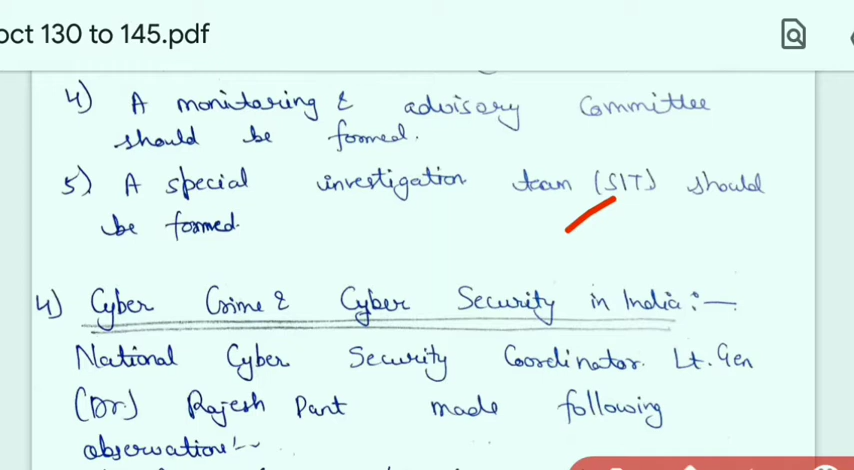 oct 130 to 145.pdf
4) A monitoring & advisory Committee
should be formed.
5) A special investigation team (SIT) should
be formed.
4) Cyber Crime & Cyber Security in India :—
National Cyber Security Coordinator Lt. Gen
(Dr.) Rajesh Pant made following
observation:-